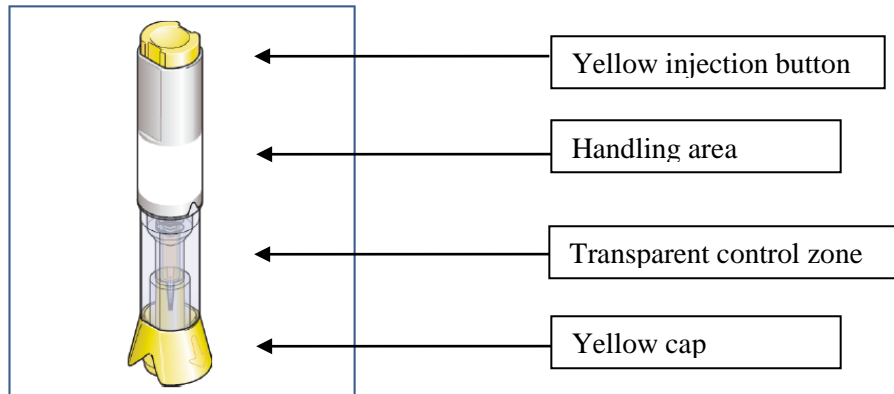 Yellow injection button
Handling area
Transparent control zone
Yellow cap